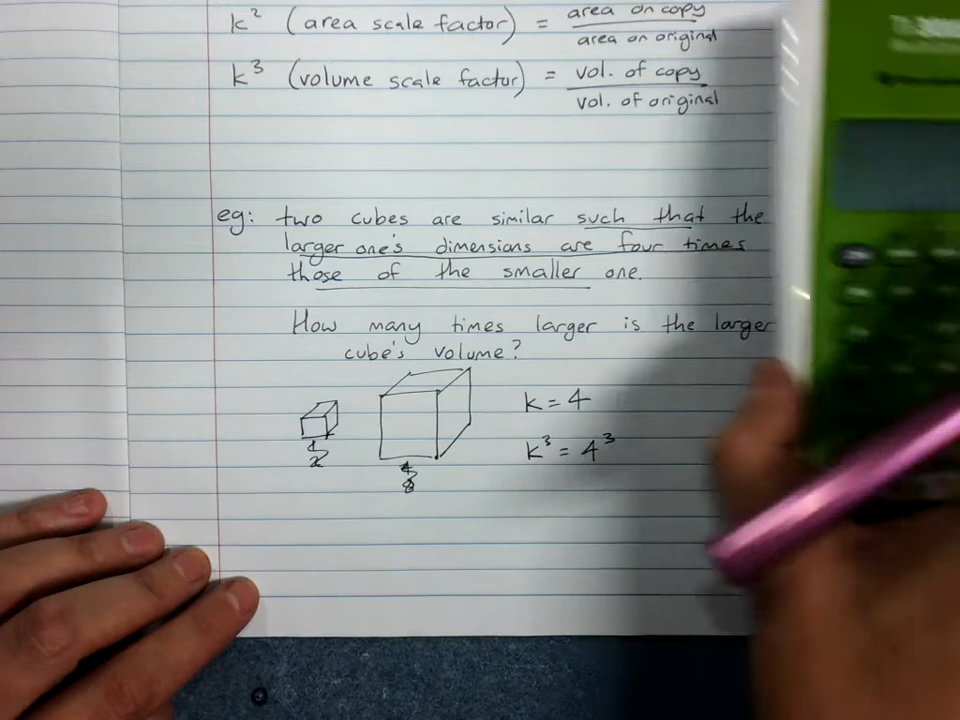 k² (area scale factor) = area on copy / area on original
k³ (volume scale factor) = vol. of copy / vol. of original
eg: two cubes are similar such that the
larger one's dimensions are four times
those of the smaller one.
How many times larger is the larger
cube's volume?
k = 4
k³ = 4³